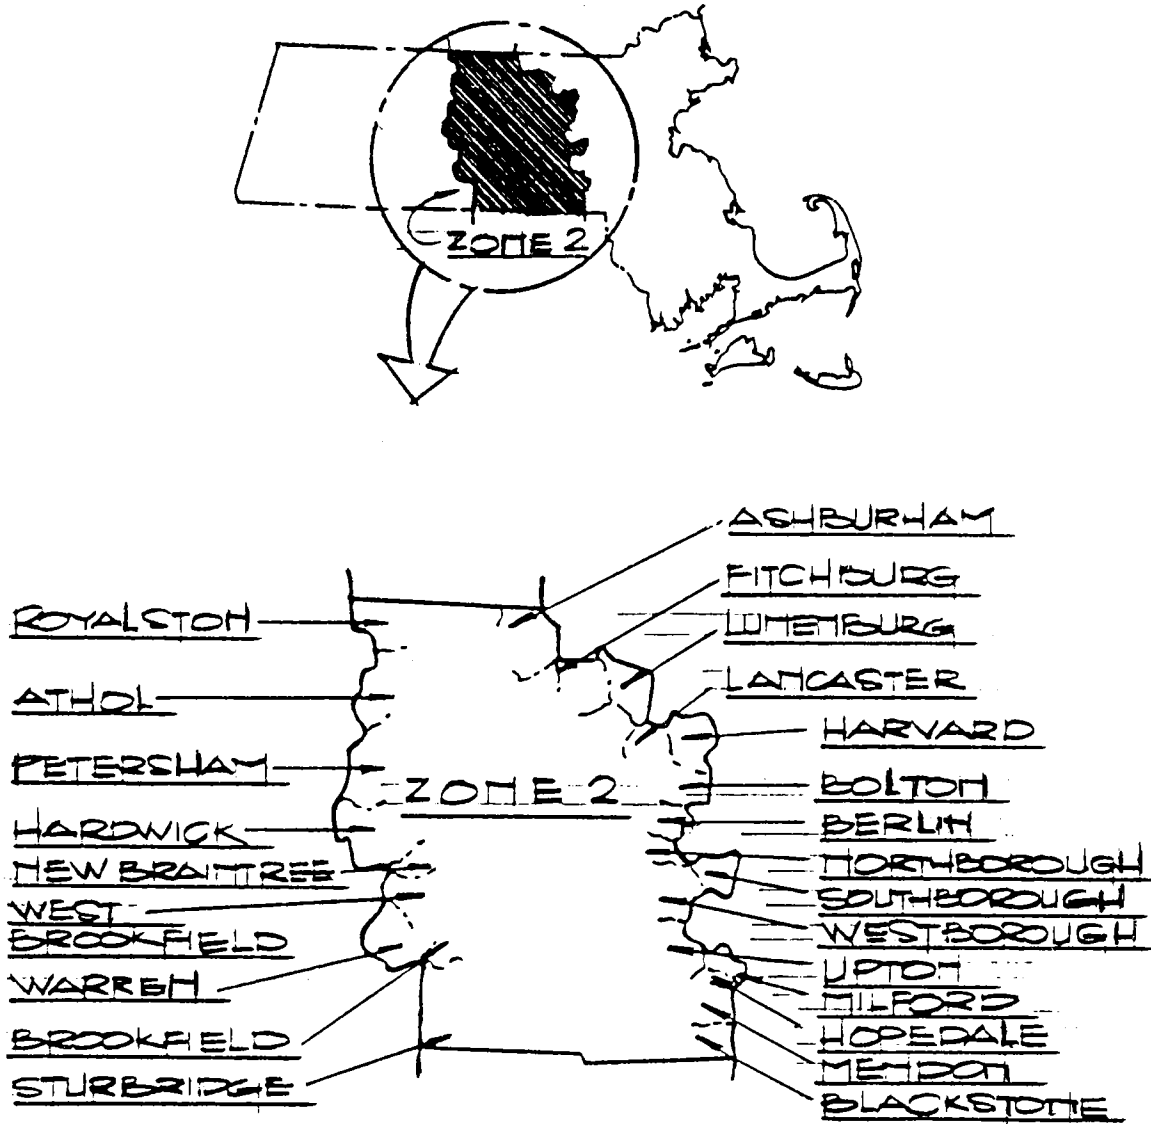 ZONE 2
ASHBURHAM
FITCHBURG
LUNENBURG
LANCASTER
HARVARD
BOLTON
BERLIN
NORTHBOROUGH
SOUTHBOROUGH
WESTBOROUGH
UPTON
MILFORD
HOPEDALE
MENDON
BLACKSTONE
ROYALSTON
ATHOL
PETERSHAM
HARDWICK
NEW BRAINTREE
WEST
BROOKFIELD
WARREN
BROOKFIELD
STURBRIDGE
ZONE 2